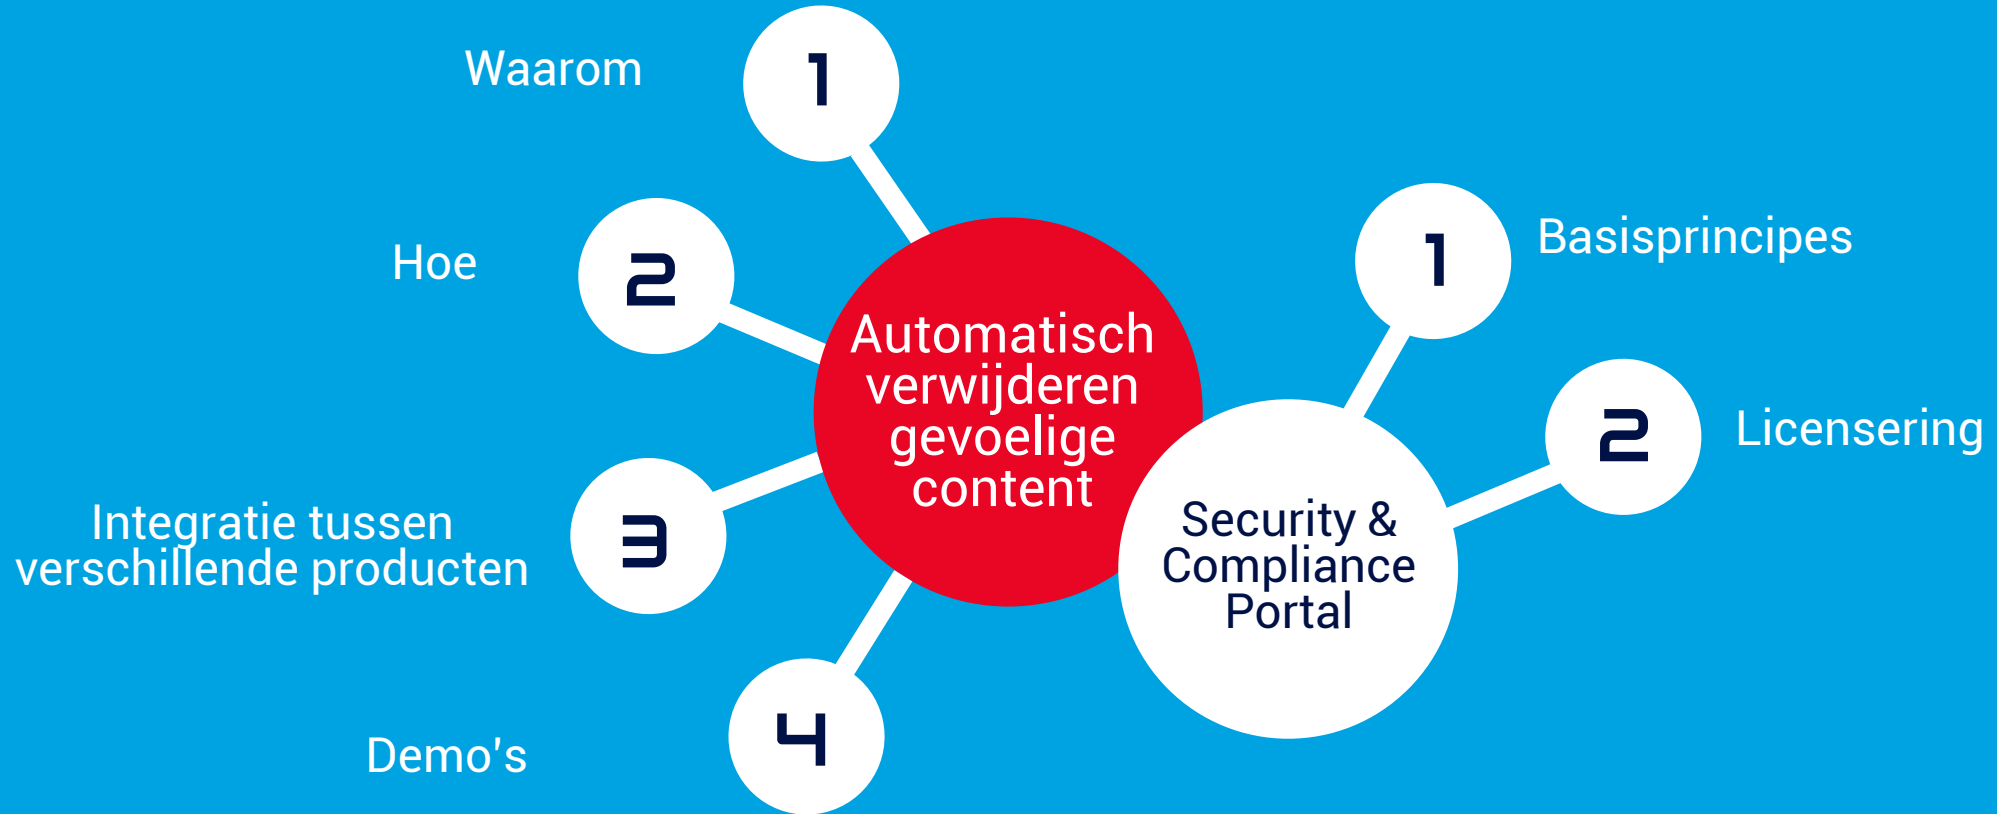 Waarom
1
Hoe
2
Integratie tussen
verschillende producten
3
Demo's
4
Automatisch
verwijderen
gevoelige
content
Security &
Compliance
Portal
1
Basisprincipes
2
Licensering